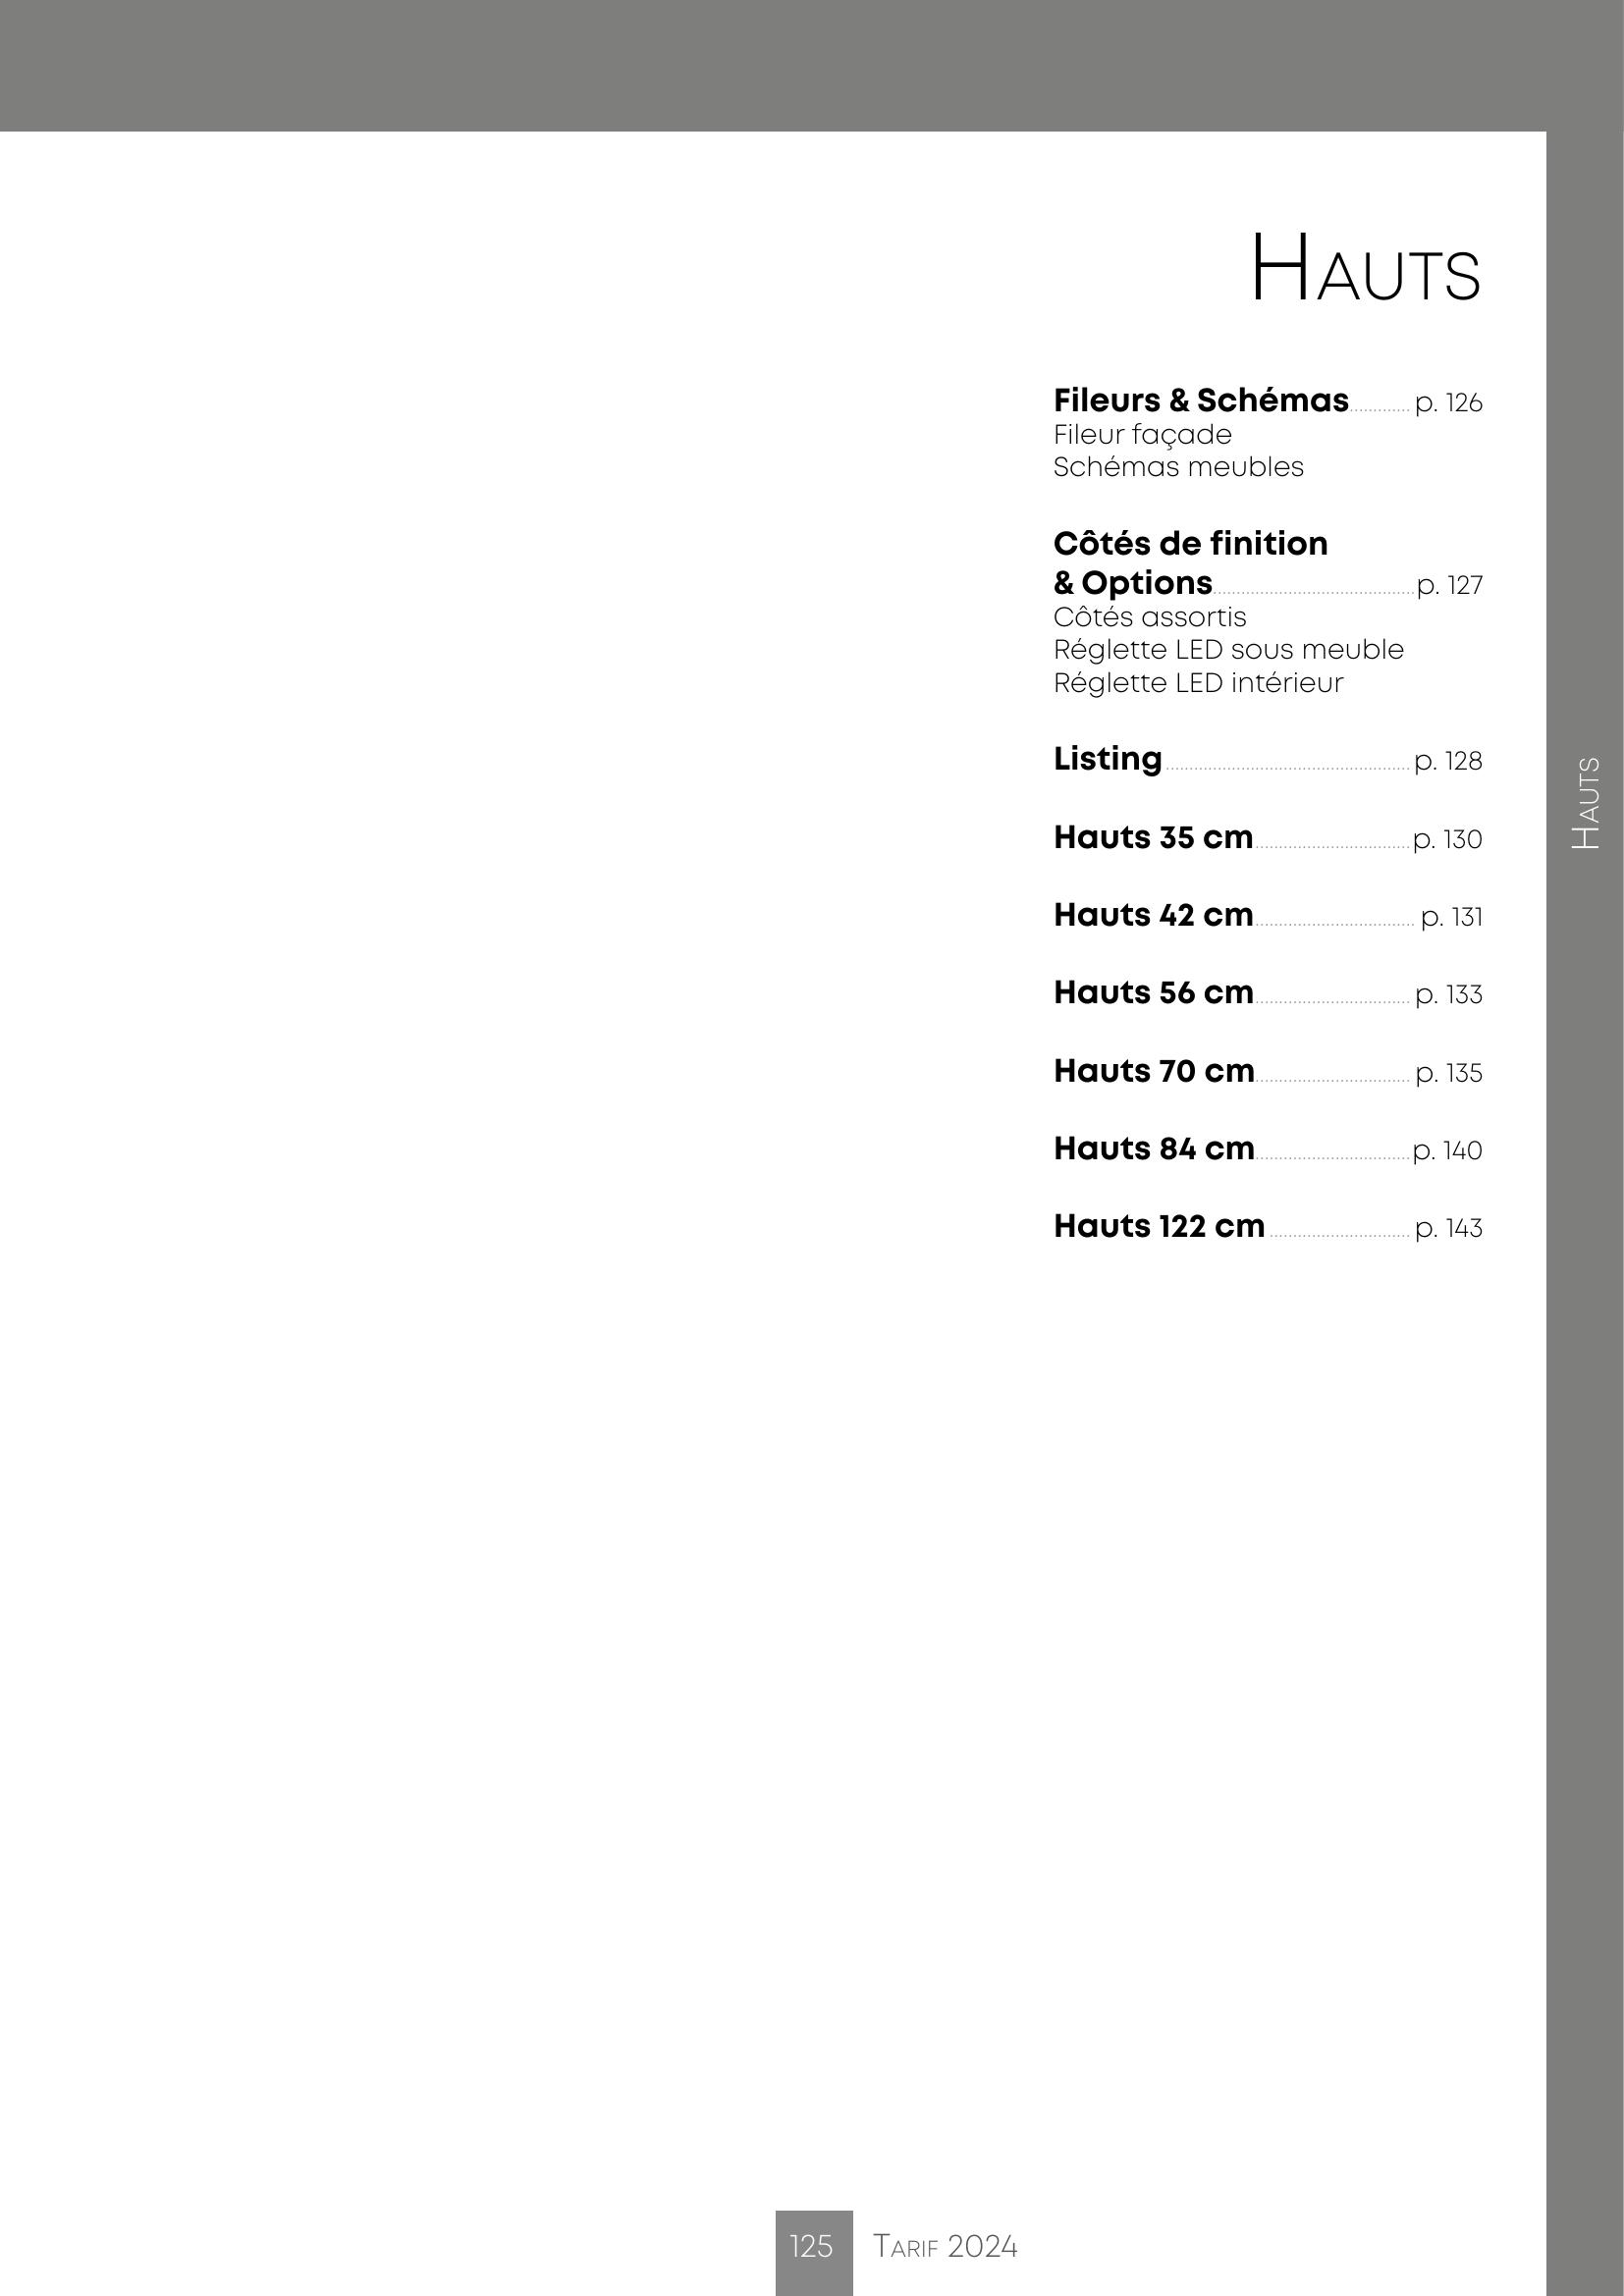 Hauts
Fileurs & Schémas............ p. 126
Fileur façade
Schémas meubles
Côtés de finition
& Options............p. 127
Côtés assortis
Réglette LED sous meuble
Réglette LED intérieur
Listing............ p. 128
Hauts 35 cm............p. 130
Hauts 42 cm............ p. 131
Hauts 56 cm............ p. 133
Hauts 70 cm............ p. 135
Hauts 84 cm............p. 140
Hauts 122 cm............ p. 143
Hauts
125 Tarif 2024